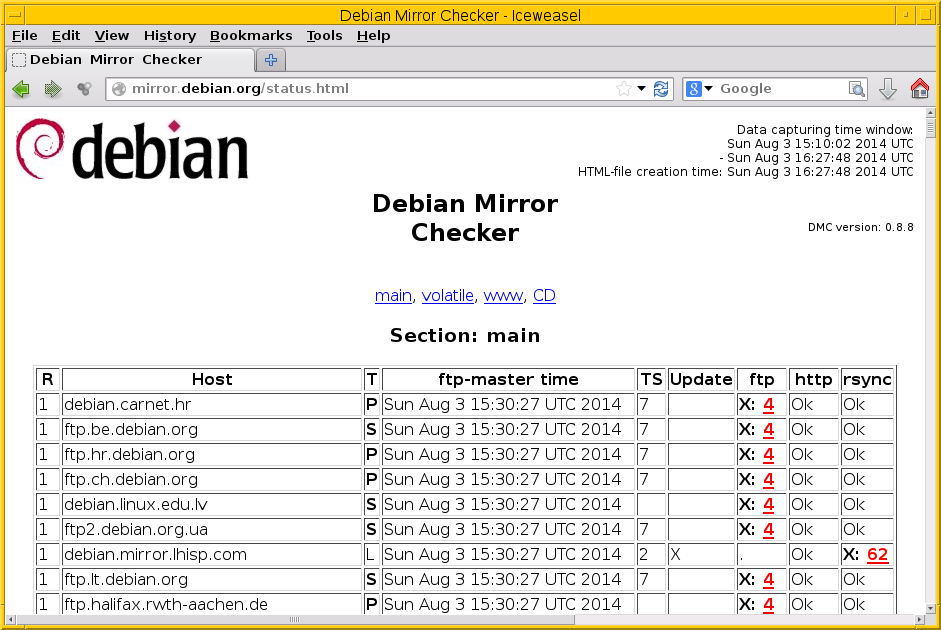 Debian Mirror Checker - Iceweasel
File Edit View History Bookmarks Tools Help
Debian Mirror Checker
mirror.debian.org/status.html
8 Google
debian
Data capturing time window:
Sun Aug 3 15:10:02 2014 UTC
- Sun Aug 3 16:27:48 2014 UTC
HTML-file creation time: Sun Aug 3 16:27:48 2014 UTC
Debian Mirror
Checker
DMC version: 0.8.8
main, volatile, www, CD
Section: main
R Host T ftp-master time TS Update ftp http rsync
1 debian.carnet.hr P Sun Aug 3 15:30:27 UTC 2014 7 X: 4 Ok Ok
1 ftp.be.debian.org S Sun Aug 3 15:30:27 UTC 2014 7 X: 4 Ok Ok
1 ftp.hr.debian.org P Sun Aug 3 15:30:27 UTC 2014 7 X: 4 Ok Ok
1 ftp.ch.debian.org P Sun Aug 3 15:30:27 UTC 2014 7 X: 4 Ok Ok
1 debian.linux.edu.lv S Sun Aug 3 15:30:27 UTC 2014 X: 4 Ok Ok
1 ftp2.debian.org.ua S Sun Aug 3 15:30:27 UTC 2014 7 X: 4 Ok Ok
1 debian.mirror.lhisp.com L Sun Aug 3 15:30:27 UTC 2014 2 X . Ok X: 62
1 ftp.lt.debian.org S Sun Aug 3 15:30:27 UTC 2014 7 X: 4 Ok Ok
1 ftp.halifax.rwth-aachen.de P Sun Aug 3 15:30:27 UTC 2014 X: 4 Ok Ok